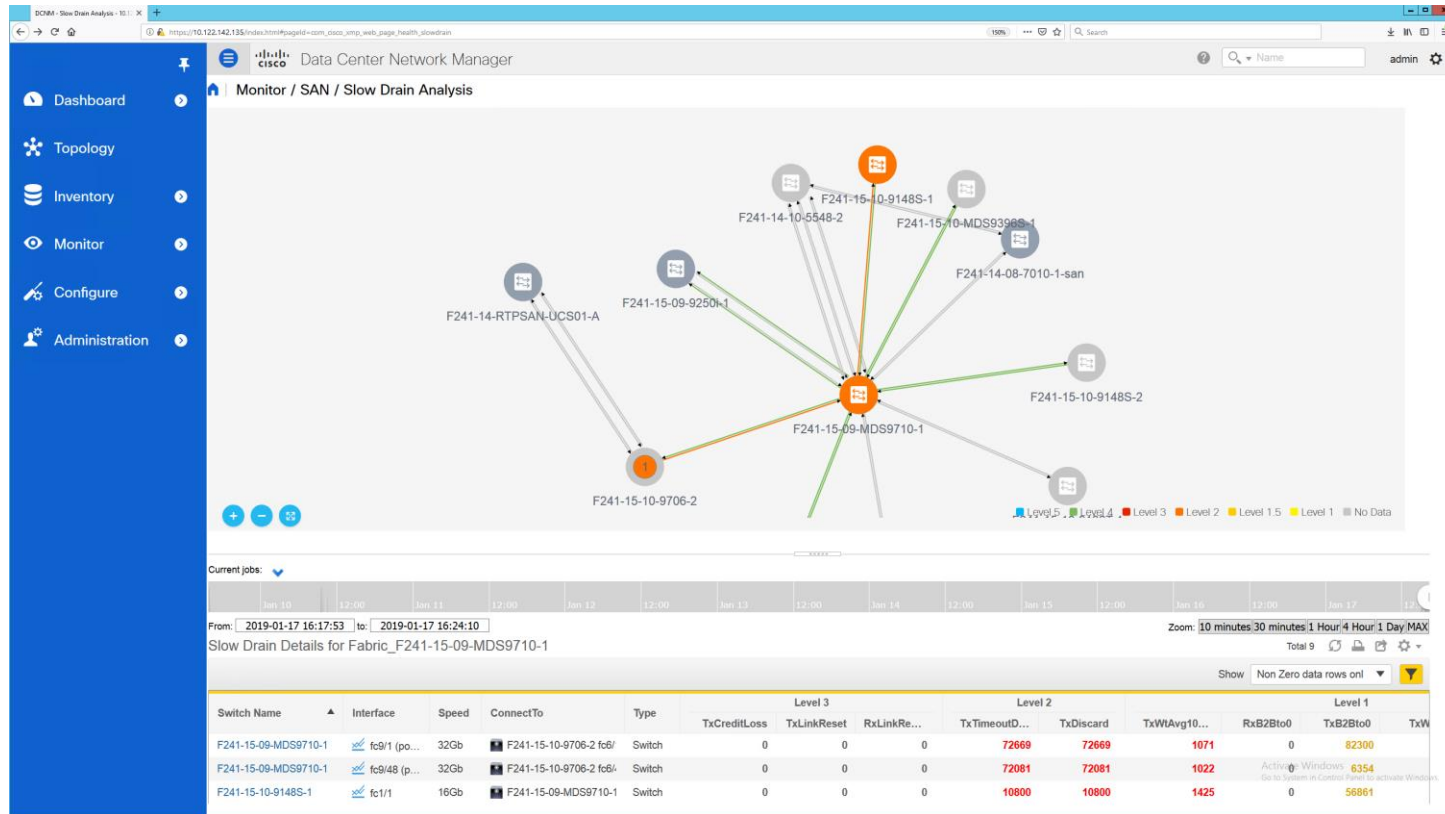 DCNM - Slow Drain Analysis - 10.1
https://10.122.142.135/index.html#pageId=com_cisco_xmp_web_page_health_slowdrain
150%
Search
cisco Data Center Network Manager
Name
admin
Monitor / SAN / Slow Drain Analysis
Dashboard
Topology
Inventory
Monitor
Configure
Administration
F241-15-10-9148S-1
F241-14-10-5548-2
F241-15-10-MDS9396S-1
F241-14-08-7010-1-san
F241-15-09-9250i-1
F241-14-RTPSAN-UCS01-A
F241-15-10-9148S-2
F241-15-09-MDS9710-1
1
F241-15-10-9706-2
Level 5 Level 4 Level 3 Level 2 Level 1.5 Level 1 No Data
Current jobs:
Jan 10 12:00 Jan 11 12:00 Jan 12 12:00 Jan 13 12:00 Jan 14 12:00 Jan 15 12:00 Jan 16 12:00 Jan 17
From: 2019-01-17 16:17:53 to: 2019-01-17 16:24:10 Zoom: 10 minutes 30 minutes 1 Hour 4 Hour 1 Day MAX
Slow Drain Details for Fabric_F241-15-09-MDS9710-1 Total 9
Show Non Zero data rows onl
Level 3 Level 2 Level 1
Switch Name Interface Speed ConnectTo Type TxCreditLoss TxLinkReset RxLinkRe... TxTimeoutD... TxDiscard TxWtAvg10... RxB2Bto0 TxB2Bto0 TxW
F241-15-09-MDS9710-1 fc9/1 (po... 32Gb F241-15-10-9706-2 fc6/ Switch 0 0 0 72669 72669 1071 0 82300
F241-15-09-MDS9710-1 fc9/48 (p... 32Gb F241-15-10-9706-2 fc6/ Switch 0 0 0 72081 72081 1022 0 6354
F241-15-10-9148S-1 fc1/1 16Gb F241-15-09-MDS9710-1 Switch 0 0 0 10800 10800 1425 0 56861
Activate Windows
Go to System in Control Panel to activate Windows